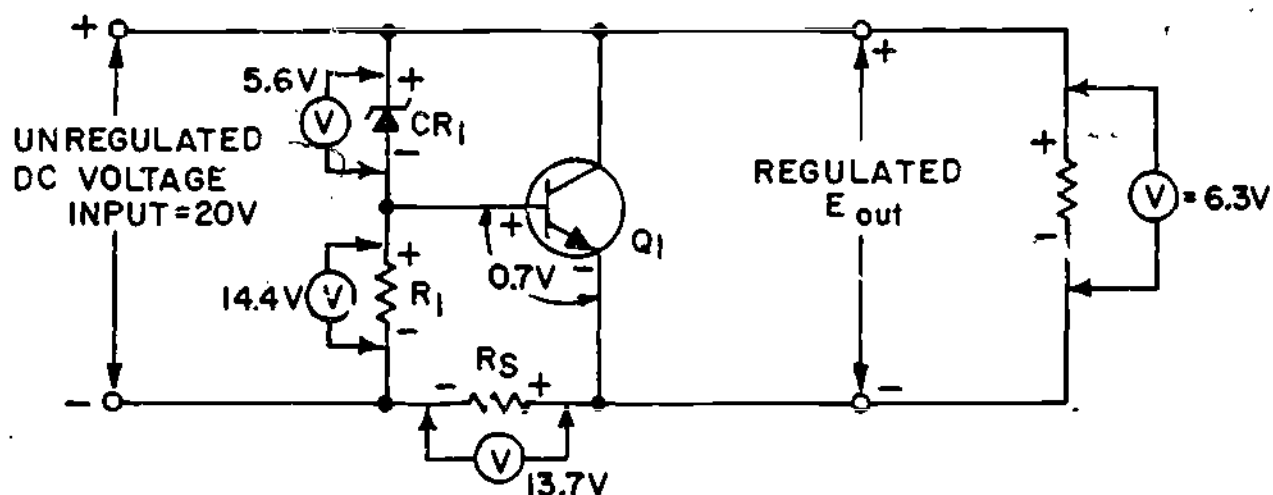 +
5.6V
+
V
CR1
-
UNREGULATED
DC VOLTAGE
INPUT=20V
+
14.4V
V
R1
-
+
Q1
0.7V
-
RS
-
+
V
13.7V
-
+
REGULATED
E out
-
+
-
V
= 6.3V